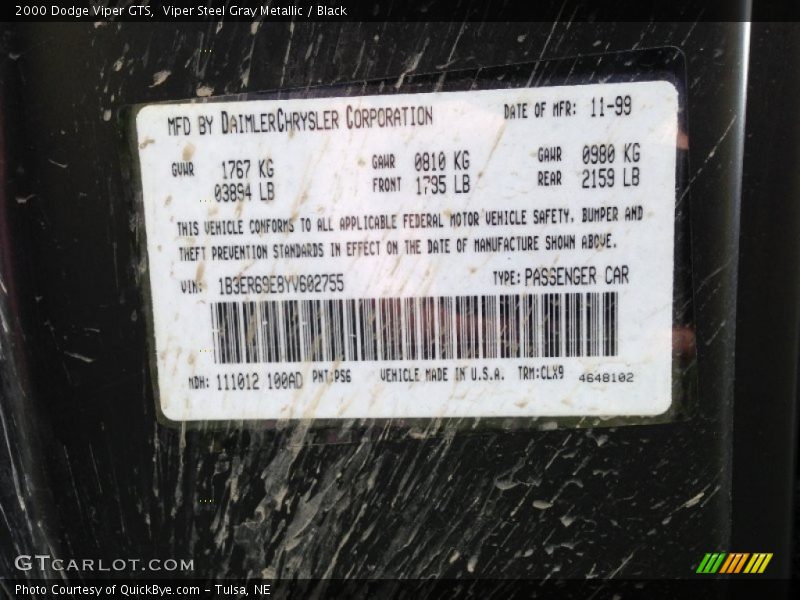 2000 Dodge Viper GTS,  Viper Steel Gray Metallic / Black
MFD BY DAIMLERCHRYSLER CORPORATION DATE OF MFR: 11-99
GVWR 1767 KG GAWR 0810 KG GAWR 0980 KG
03894 LB FRONT 1795 LB REAR 2159 LB
THIS VEHICLE CONFORMS TO ALL APPLICABLE FEDERAL MOTOR VEHICLE SAFETY, BUMPER AND
THEFT PREVENTION STANDARDS IN EFFECT ON THE DATE OF MANUFACTURE SHOWN ABOVE.
VIN: 1B3ER69E8YV602755 TYPE: PASSENGER CAR
MDH: 111012 100AD PNT:PS6 VEHICLE MADE IN U.S.A. TRM:CLX9 4648102
GTCARLOT.COM
Photo Courtesy of QuickBye.com – Tulsa, NE